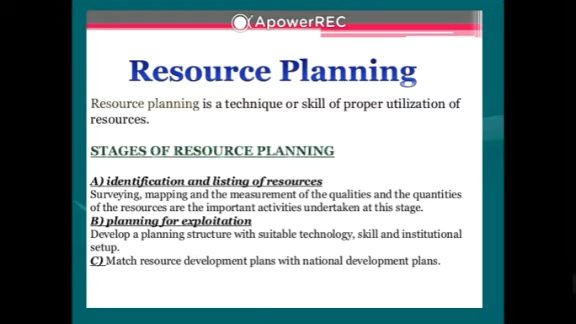 ApowerREC
Resource Planning
Resource planning is a technique or skill of proper utilization of
resources.
STAGES OF RESOURCE PLANNING
A) identification and listing of resources
Surveying, mapping and the measurement of the qualities and the quantities
of the resources are the important activities undertaken at this stage.
B) planning for exploitation
Develop a planning structure with suitable technology, skill and institutional
setup.
C) Match resource development plans with national development plans.